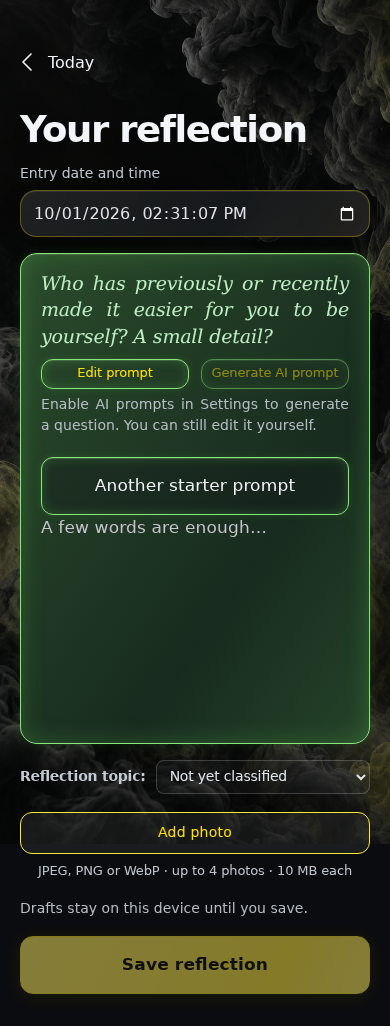 Today
Your reflection
Entry date and time
10/01/2026, 02:31:07 PM
Who has previously or recently
made it easier for you to be
yourself? A small detail?
Edit prompt
Generate AI prompt
Enable AI prompts in Settings to generate
a question. You can still edit it yourself.
Another starter prompt
A few words are enough...
Reflection topic:
Not yet classified
Add photo
JPEG, PNG or WebP · up to 4 photos · 10 MB each
Drafts stay on this device until you save.
Save reflection